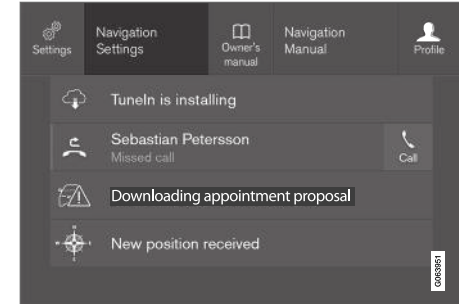 Settings
Navigation
Settings
Owner's
manual
Navigation
Manual
Profile
TuneIn is installing
Sebastian Petersson
Missed call
Call
Downloading appointment proposal
New position received
G063951